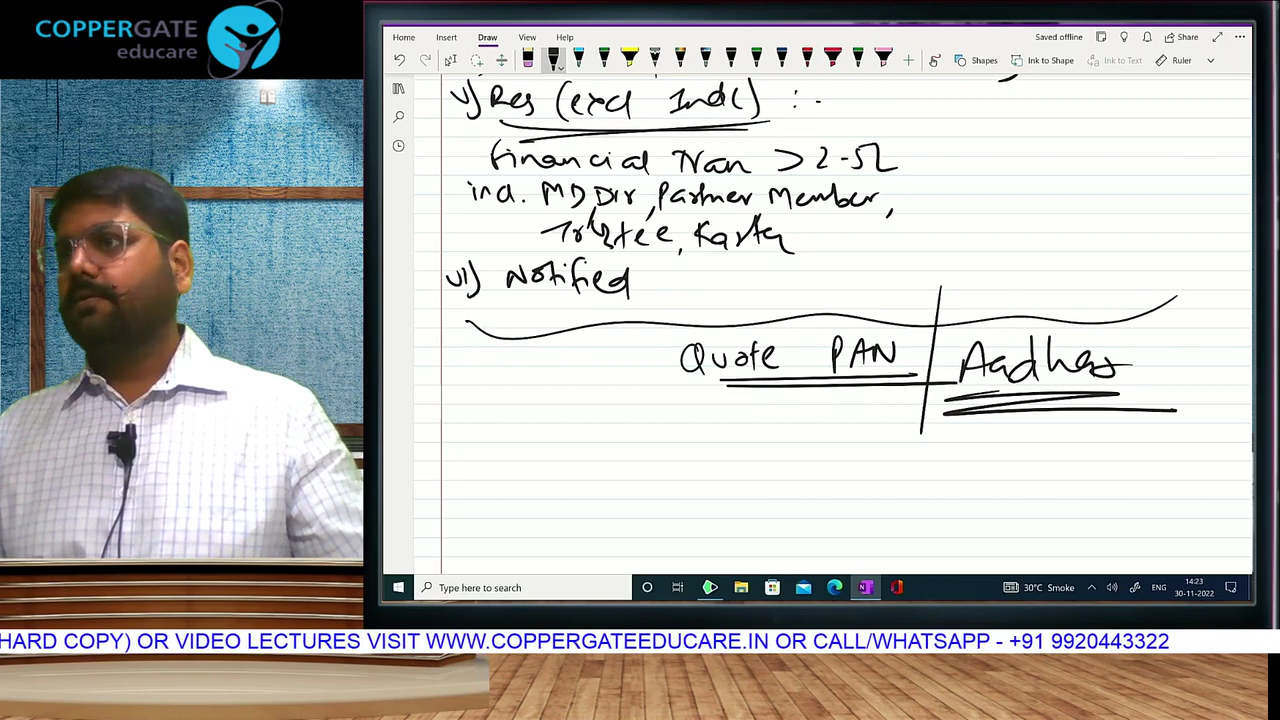 COPPERGATE
educare
Home Insert Draw View Help
Saved offline Share
Shapes Ink to Shape Ink to Text Ruler
v) Res (excl Indl) :-
Financial Tran > 2.5L
incl. MD, Dir, Partner Member,
Trustee, Karta
vi) Notified
Quote PAN Aadhar
Type here to search
30°C Smoke ENG 14:23
30-11-2022
(HARD COPY) OR VIDEO LECTURES VISIT WWW.COPPERGATEEDUCARE.IN OR CALL/WHATSAPP - +91 9920443322